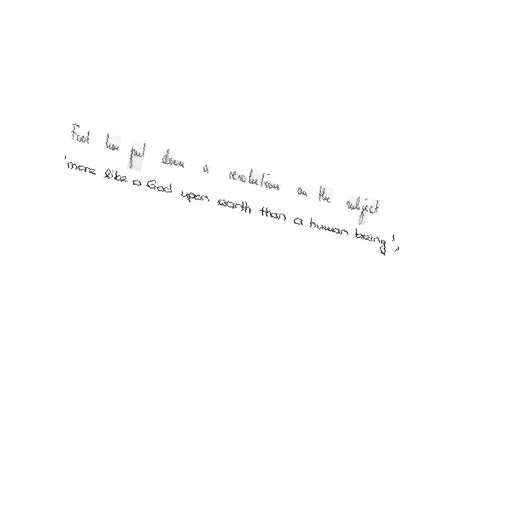 Foot has put down a resolution on the subject
'more like a God upon earth than a human being',